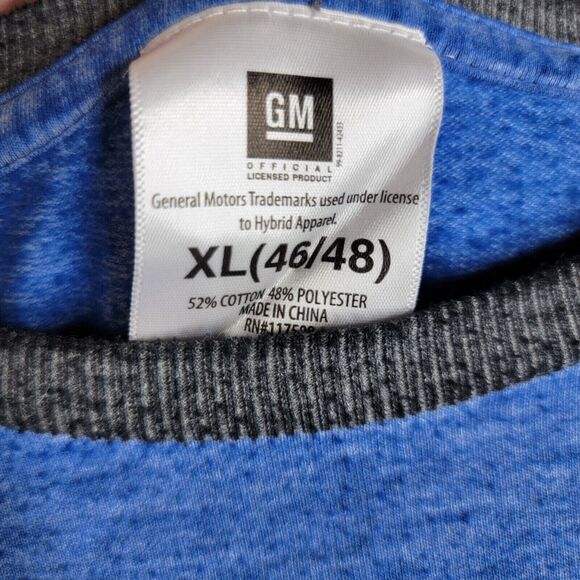 GM
OFFICIAL
LICENSED PRODUCT
General Motors Trademarks used under license
to Hybrid Apparel.
XL(46/48)
52% COTTON 48% POLYESTER
MADE IN CHINA